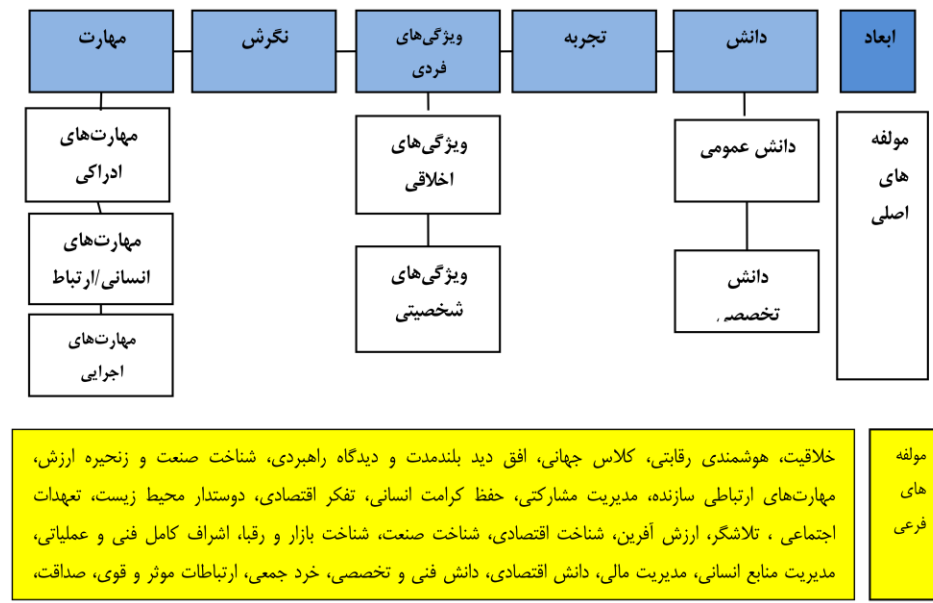 ابعاد
دانش
تجربه
ویژگی‌های
فردی
نگرش
مهارت
مولفه
های
اصلی
دانش عمومی
دانش
تخصصی
ویژگی‌های
اخلاقی
ویژگی‌های
شخصیتی
مهارت‌های
ادراکی
مهارت‌های
انسانی/ارتباط
مهارت‌های
اجرایی
مولفه
های
فرعی
خلاقیت، هوشمندی رقابتی، کلاس جهانی، افق دید بلندمدت و دیدگاه راهبردی، شناخت صنعت و زنحیره ارزش،
مهارت‌های ارتباطی سازنده، مدیریت مشارکتی، حفظ کرامت انسانی، تفکر اقتصادی، دوستدار محیط زیست، تعهدات
اجتماعی ، تلاشگر، ارزش آفرین، شناخت اقتصادی، شناخت صنعت، شناخت بازار و رقبا، اشراف کامل فنی و عملیاتی،
مدیریت منابع انسانی، مدیریت مالی، دانش اقتصادی، دانش فنی و تخصصی، خرد جمعی، ارتباطات موثر و قوی، صداقت،